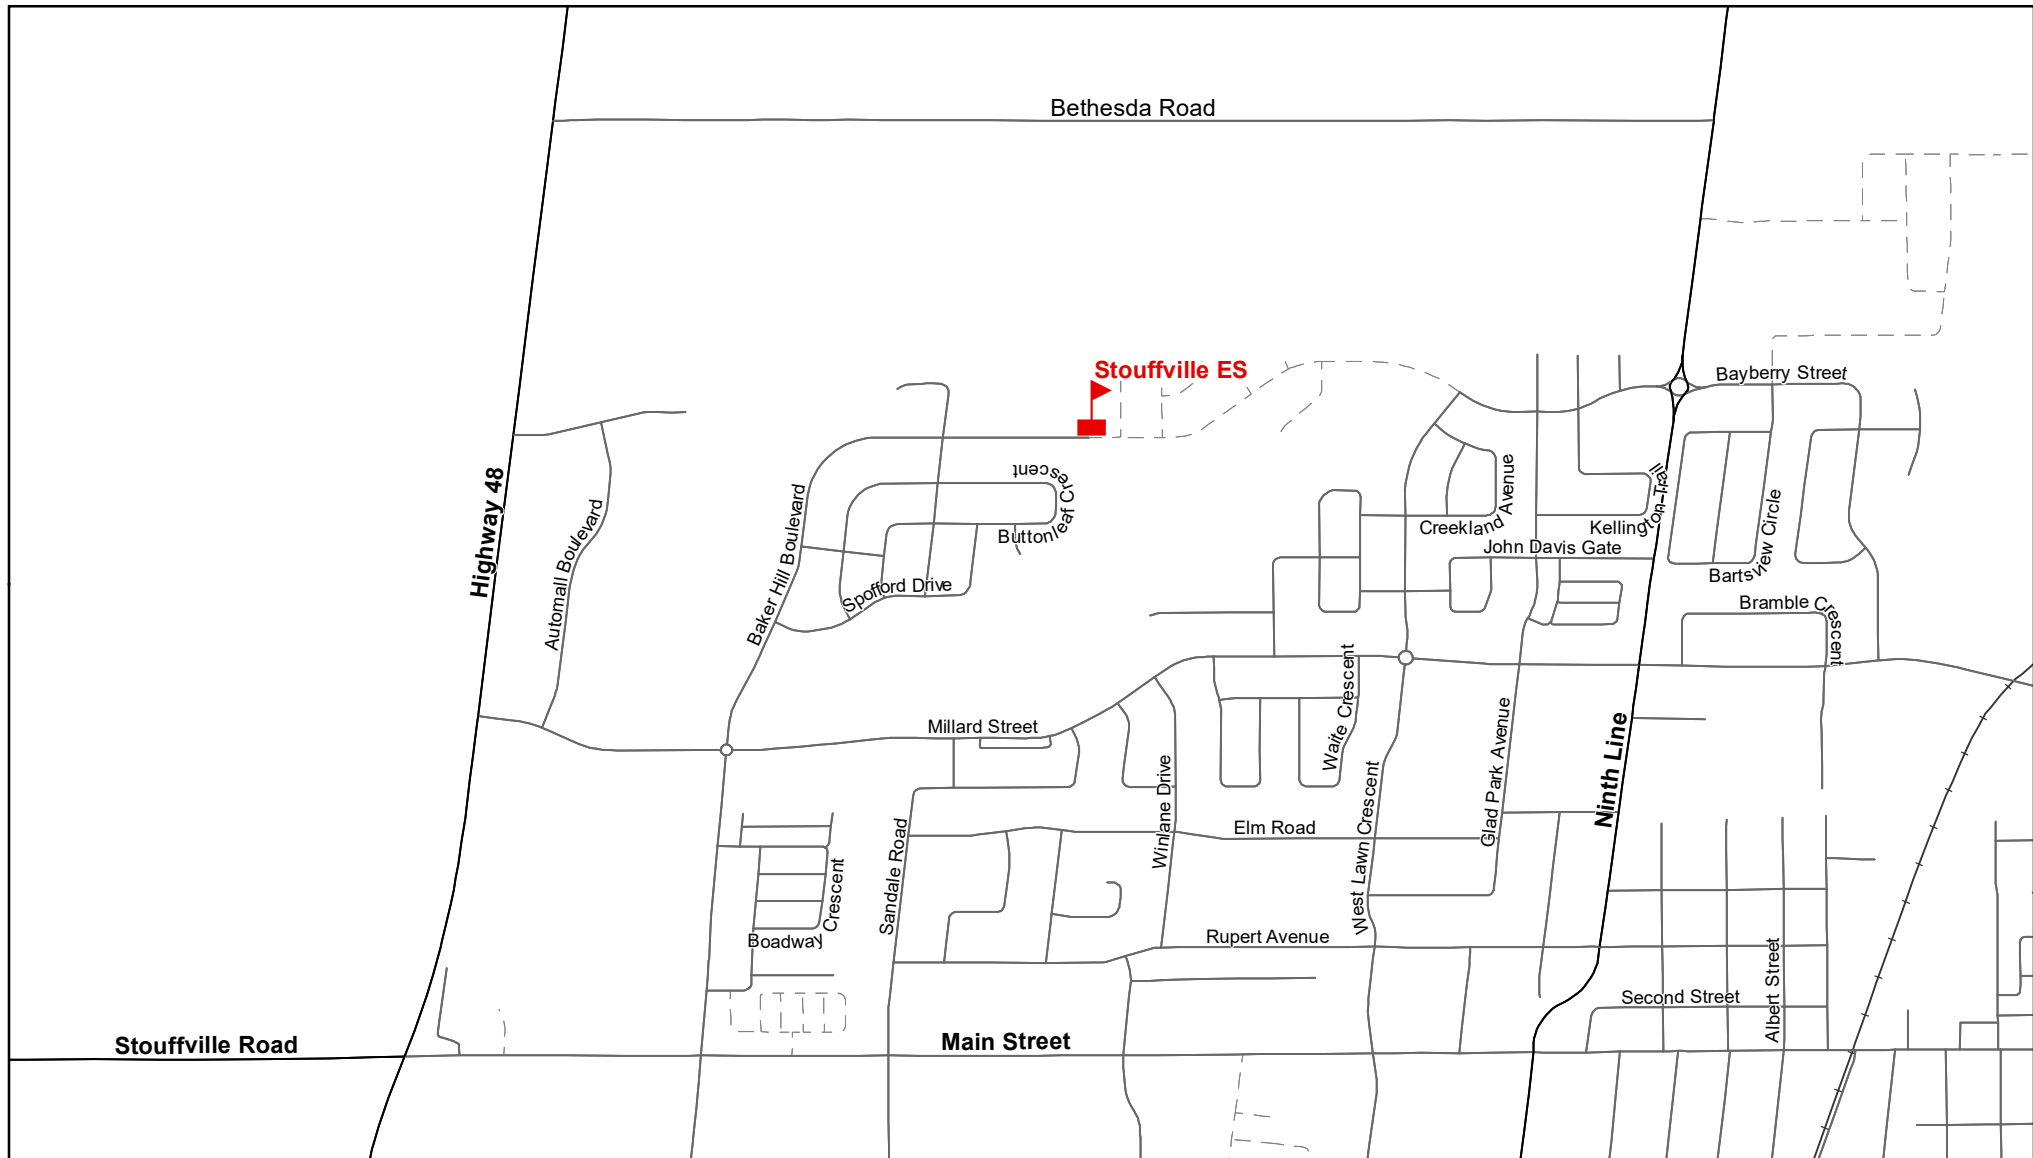 Bethesda Road
Stouffville ES
Bayberry Street
Highway 48
Automall Boulevard
Baker Hill Boulevard
Buttonleaf Crescent
Spofford Drive
Creekland Avenue
Kellington Trail
John Davis Gate
Bartsview Circle
Bramble Crescent
Millard Street
Waite Crescent
Winlane Drive
West Lawn Crescent
Glad Park Avenue
Ninth Line
Elm Road
Sandale Road
Boadway Crescent
Rupert Avenue
Second Street
Albert Street
Stouffville Road
Main Street